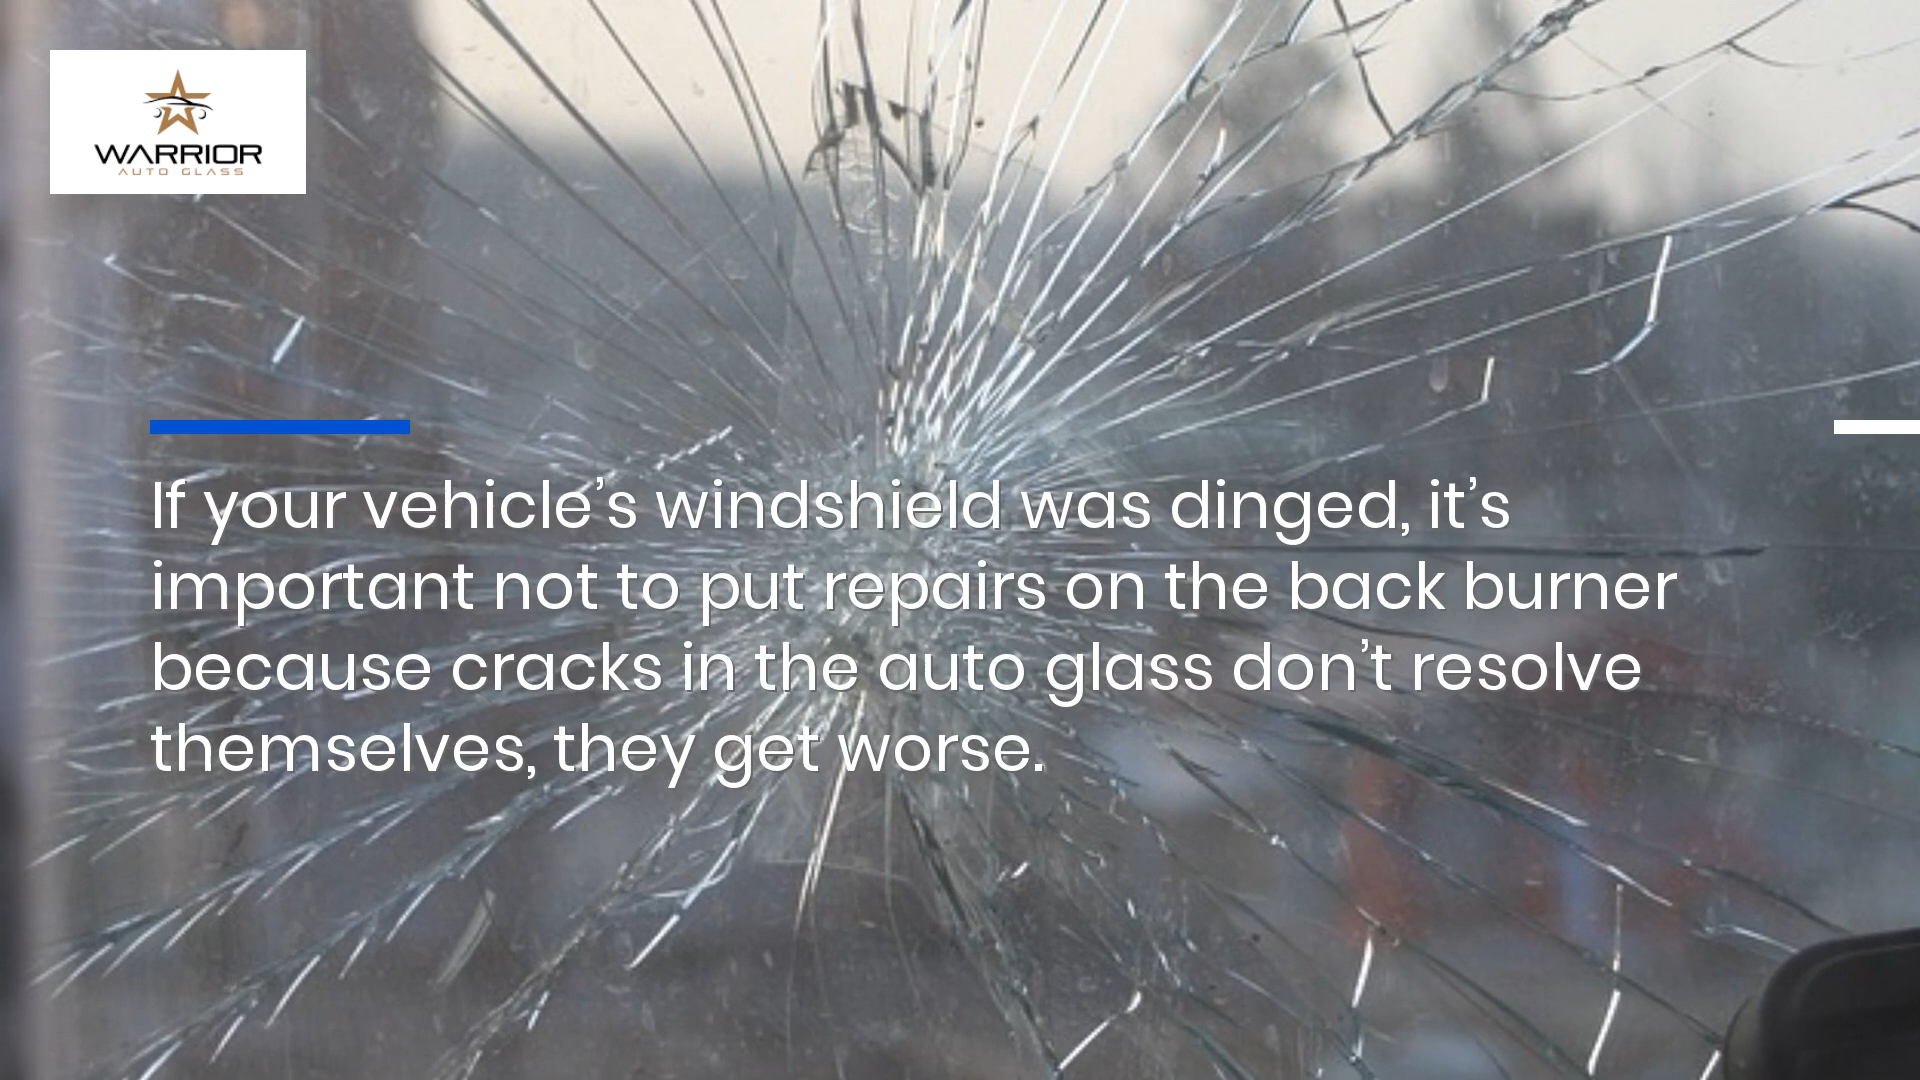 WARRIOR
AUTO GLASS
If your vehicle’s windshield was dinged, it’s
important not to put repairs on the back burner
because cracks in the auto glass don’t resolve
themselves, they get worse.